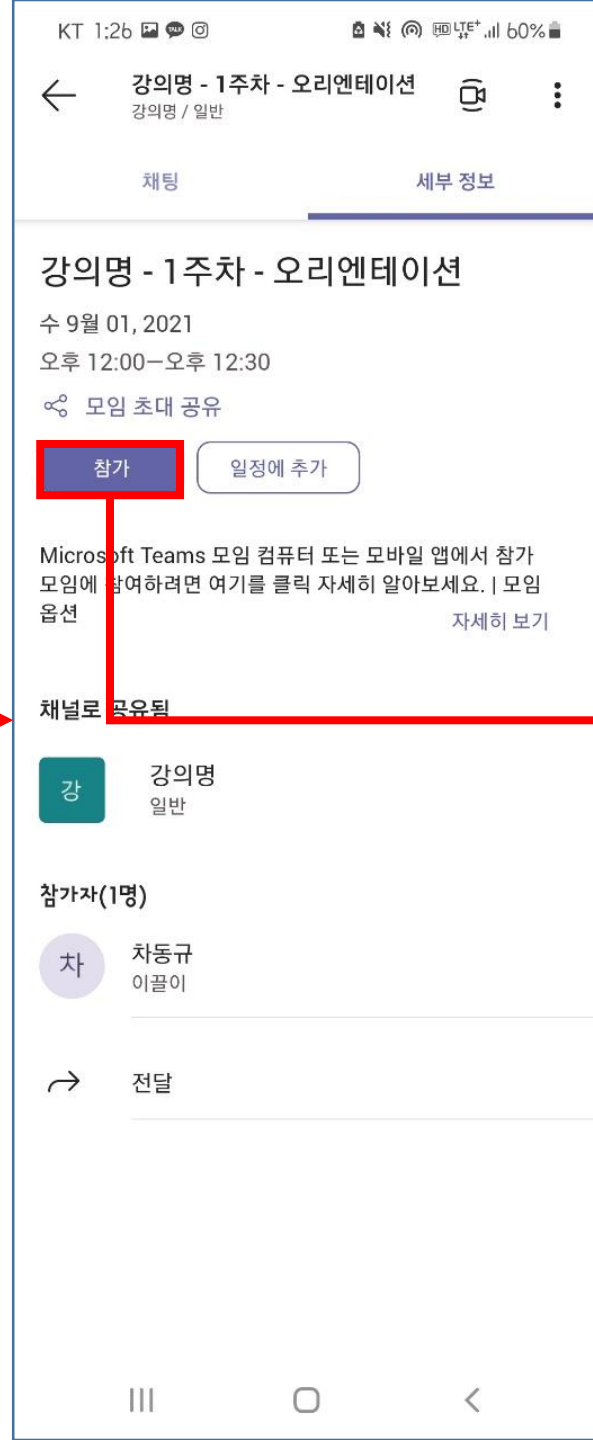 KT 1:26 HD LTE+ 60%
강의명 - 1주차 - 오리엔테이션
강의명 / 일반
채팅 세부 정보
강의명 - 1주차 - 오리엔테이션
수 9월 01, 2021
오후 12:00–오후 12:30
모임 초대 공유
참가 일정에 추가
Microsoft Teams 모임 컴퓨터 또는 모바일 앱에서 참가
모임에 참여하려면 여기를 클릭 자세히 알아보세요. | 모임
옵션 자세히 보기
채널로 공유됨
강 강의명
일반
참가자(1명)
차 차동규
이끌이
전달